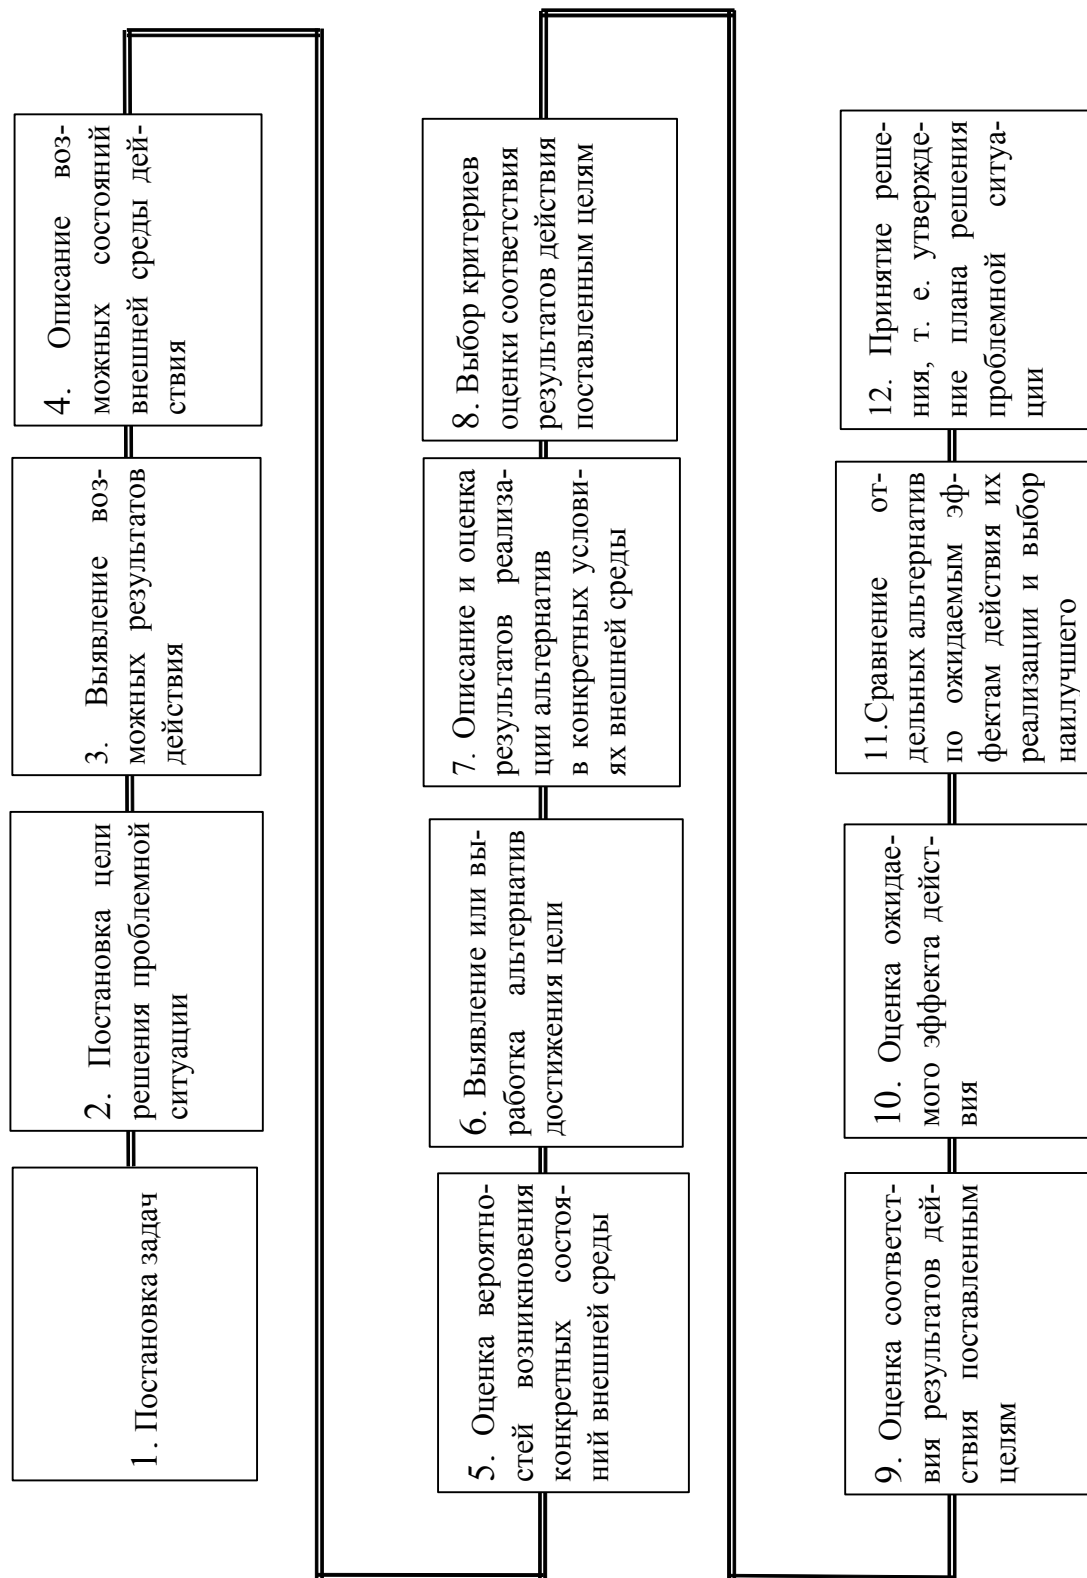 1. Постановка задач
2. Постановка цели
решения проблемной
ситуации
3. Выявление воз-
можных результатов
действия
4. Описание воз-
можных состояний
внешней среды дей-
ствия
5. Оценка вероятно-
стей возникновения
конкретных состоя-
ний внешней среды
6. Выявление или вы-
работка альтернатив
достижения цели
7. Описание и оценка
результатов реализа-
ции альтернатив
в конкретных услови-
ях внешней среды
8. Выбор критериев
оценки соответствия
результатов действия
поставленным целям
9. Оценка соответст-
вия результатов дей-
ствия поставленным
целям
10. Оценка ожидае-
мого эффекта дейст-
вия
11.Сравнение от-
дельных альтернатив
по ожидаемым эф-
фектам действия их
реализации и выбор
наилучшего
12. Принятие реше-
ния, т. е. утвержде-
ние плана решения
проблемной ситуа-
ции